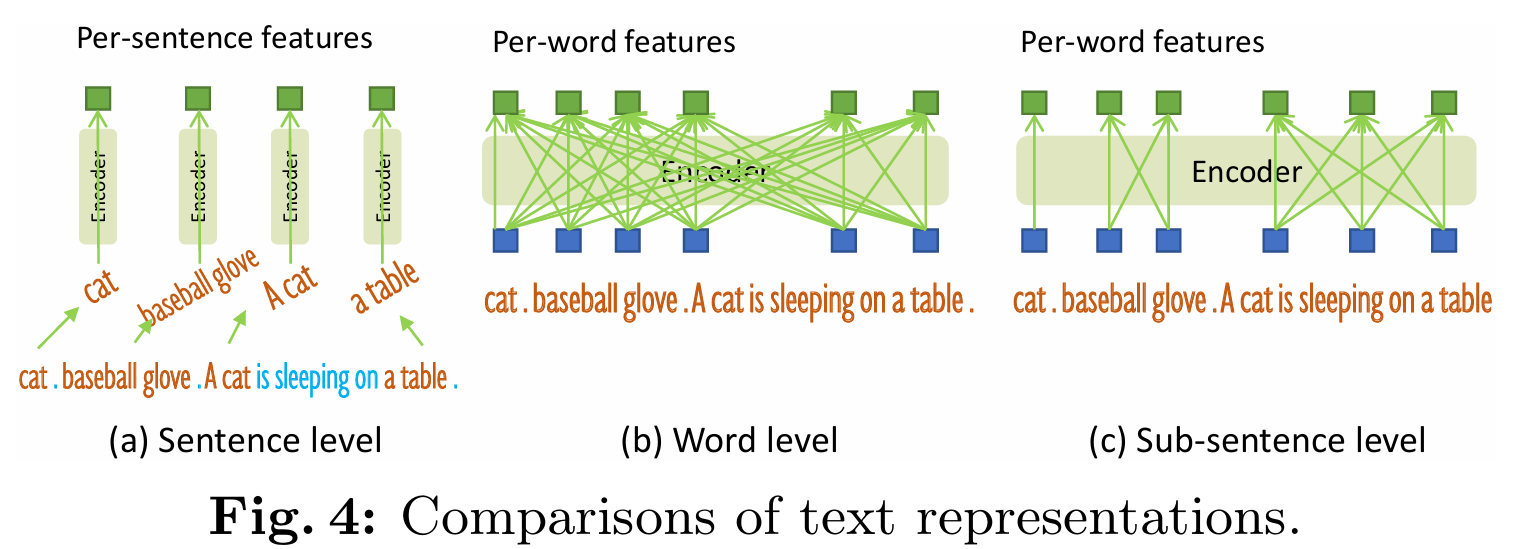 Per-sentence features
Encoder
Encoder
Encoder
Encoder
cat
baseball glove
A cat
a table
cat . baseball glove . A cat is sleeping on a table .
(a) Sentence level
Per-word features
Encoder
cat . baseball glove . A cat is sleeping on a table .
(b) Word level
Per-word features
Encoder
cat . baseball glove . A cat is sleeping on a table
(c) Sub-sentence level
Fig. 4: Comparisons of text representations.